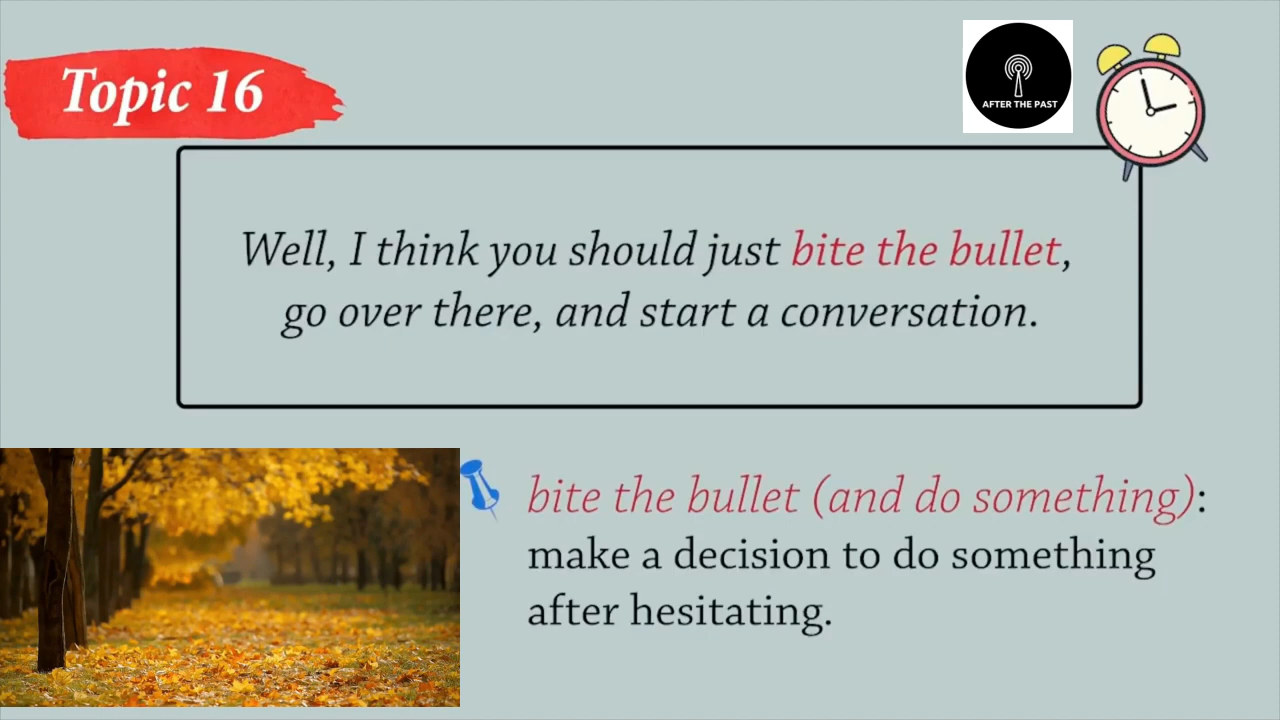 Topic 16
AFTER THE PAST
Well, I think you should just bite the bullet,
go over there, and start a conversation.
bite the bullet (and do something):
make a decision to do something
after hesitating.